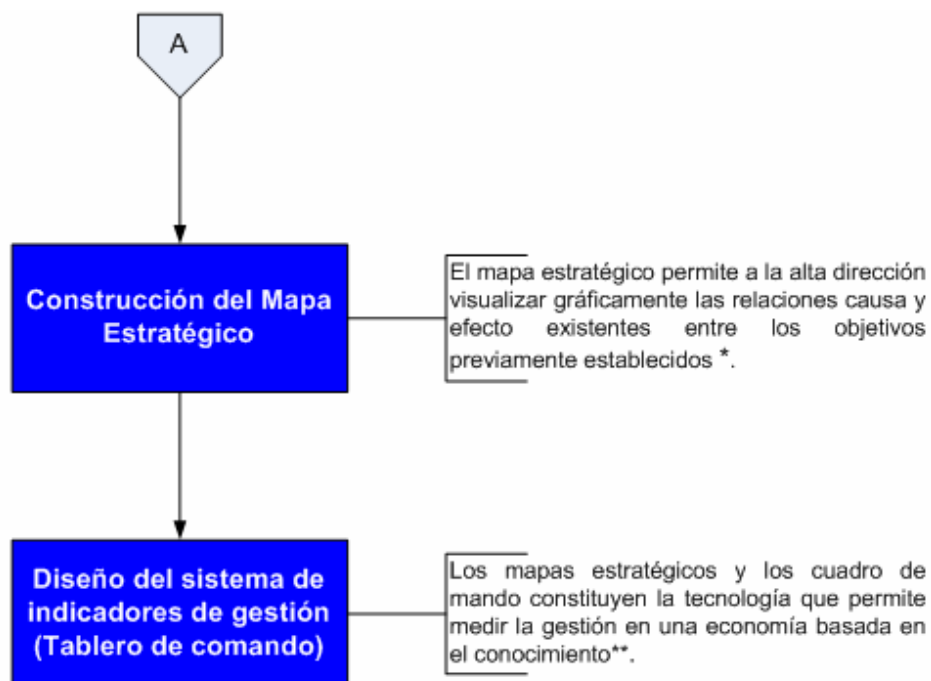 A
Construcción del Mapa
Estratégico
El mapa estratégico permite a la alta dirección
visualizar gráficamente las relaciones causa y
efecto existentes entre los objetivos
previamente establecidos *.
Diseño del sistema de
indicadores de gestión
(Tablero de comando)
Los mapas estratégicos y los cuadro de
mando constituyen la tecnología que permite
medir la gestión en una economía basada en
el conocimiento**.